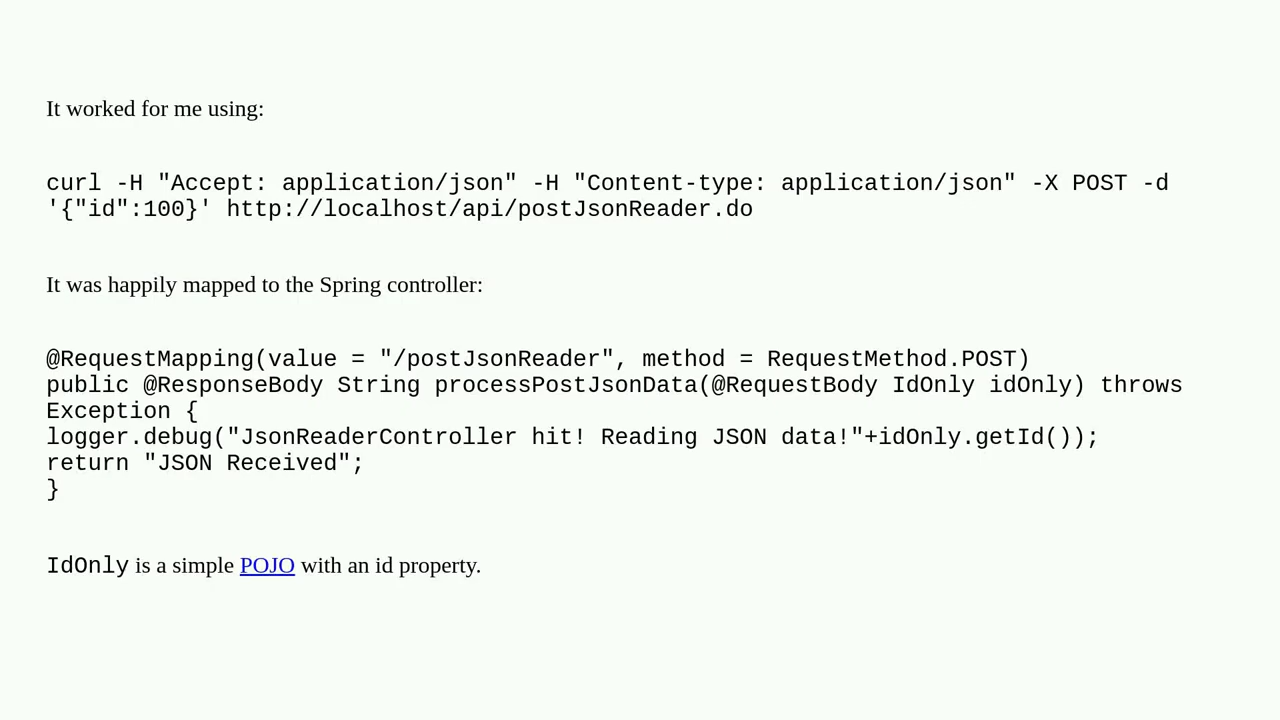 It worked for me using:
curl -H "Accept: application/json" -H "Content-type: application/json" -X POST -d
'{"id":100}' http://localhost/api/postJsonReader.do
It was happily mapped to the Spring controller:
@RequestMapping(value = "/postJsonReader", method = RequestMethod.POST)
public @ResponseBody String processPostJsonData(@RequestBody IdOnly idOnly) throws
Exception {
logger.debug("JsonReaderController hit! Reading JSON data!"+idOnly.getId());
return "JSON Received";
}
IdOnly is a simple POJO with an id property.